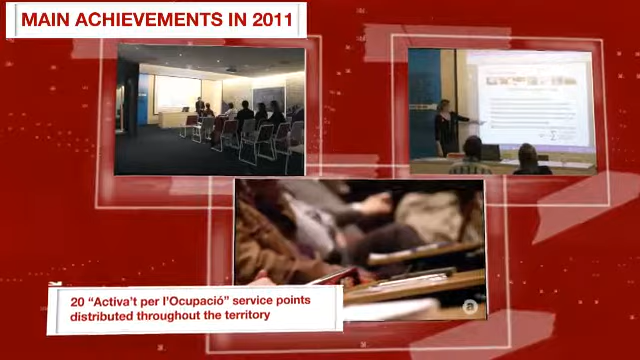 MAIN ACHIEVEMENTS IN 2011
20 “Activa’t per l’Ocupació” service points
distributed throughout the territory